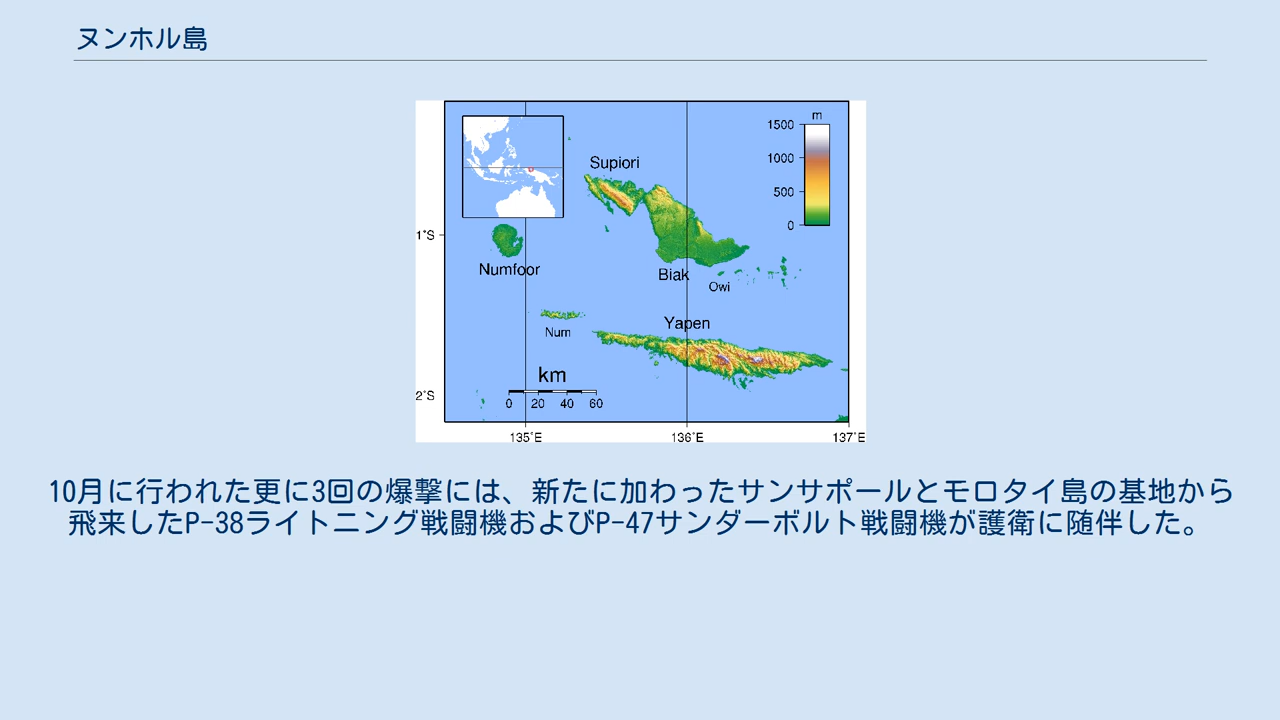 ヌンホル島
m
1500
1000
500
0
Supiori
1°S
Numfoor
Biak
Owi
Num
Yapen
km
0 20 40 60
2°S
135°E 136°E 137°E
10月に行われた更に3回の爆撃には、新たに加わったサンサポールとモロタイ島の基地から
飛来したP-38ライトニング戦闘機およびP-47サンダーボルト戦闘機が護衛に随伴した。